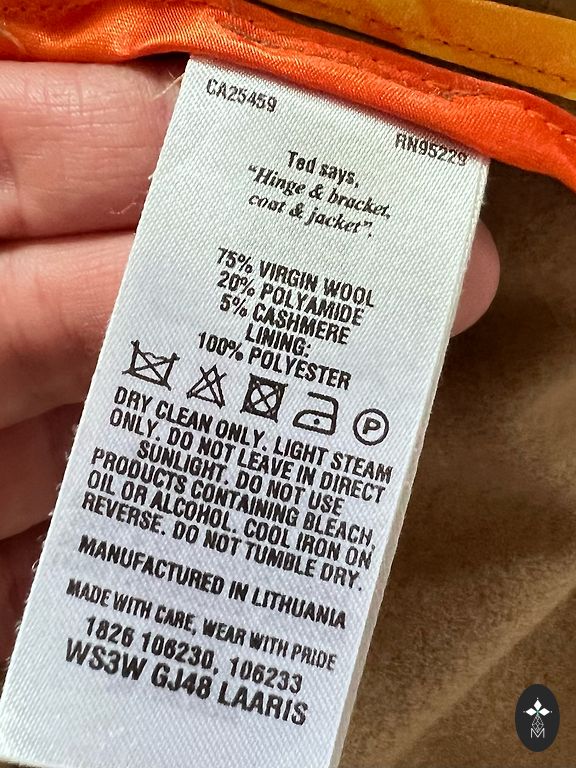 CA25459
RN95229
Ted says,
“Hinge & bracket,
coat & jacket”.
75% VIRGIN WOOL
20% POLYAMIDE
5% CASHMERE
LINING:
100% POLYESTER
P
DRY CLEAN ONLY. LIGHT STEAM
ONLY. DO NOT LEAVE IN DIRECT
SUNLIGHT. DO NOT USE
PRODUCTS CONTAINING BLEACH,
OIL OR ALCOHOL. COOL IRON ON
REVERSE. DO NOT TUMBLE DRY.
MANUFACTURED IN LITHUANIA
MADE WITH CARE, WEAR WITH PRIDE
1826 106230, 106233
WS3W GJ48 LAARIS
M